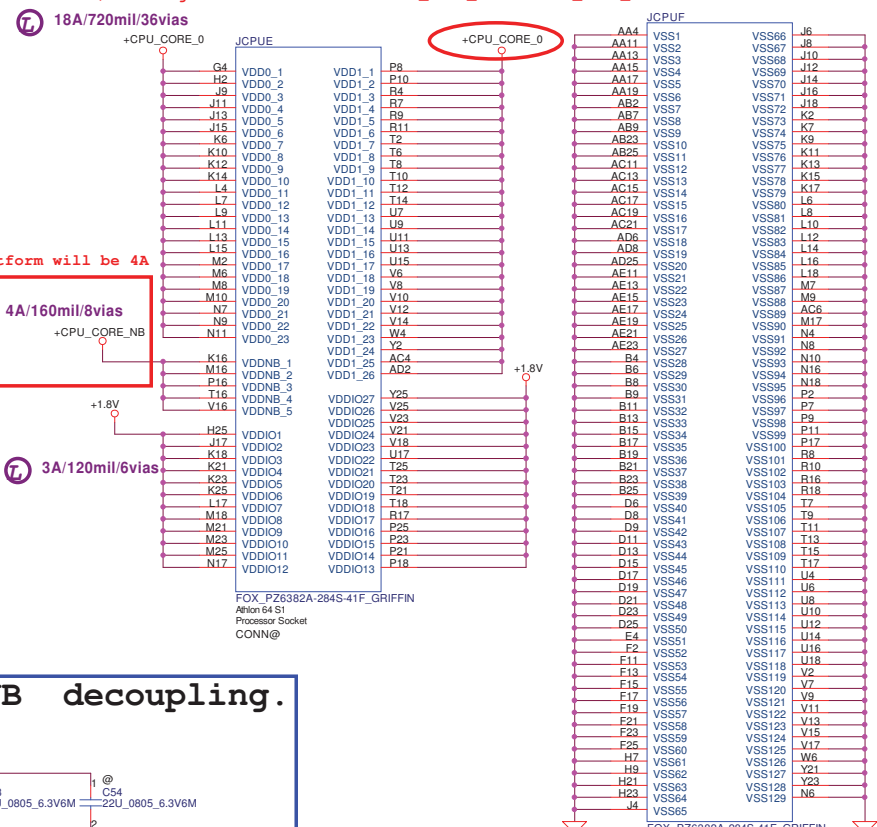 L 18A/720mil/36vias
+CPU_CORE_0
JCPUE
+CPU_CORE_0
G4 VDD0_1 VDD1_1 P8
H2 VDD0_2 VDD1_2 P10
J9 VDD0_3 VDD1_3 R4
J11 VDD0_4 VDD1_4 R7
J13 VDD0_5 VDD1_5 R9
J15 VDD0_6 VDD1_6 R11
K6 VDD0_7 VDD1_7 T2
K10 VDD0_8 VDD1_8 T6
K12 VDD0_9 VDD1_9 T8
K14 VDD0_10 VDD1_10 T10
L4 VDD0_11 VDD1_11 T12
L7 VDD0_12 VDD1_12 T14
L9 VDD0_13 VDD1_13 U7
L11 VDD0_14 VDD1_14 U9
L13 VDD0_15 VDD1_15 U11
L15 VDD0_16 VDD1_16 U13
M2 VDD0_17 VDD1_17 U15
M6 VDD0_18 VDD1_18 V6
M8 VDD0_19 VDD1_19 V8
M10 VDD0_20 VDD1_20 V10
N7 VDD0_21 VDD1_21 V12
N9 VDD0_22 VDD1_22 V14
N11 VDD0_23 VDD1_23 W4
VDD1_24 Y2
K16 VDDNB_1 VDD1_25 AC4
M16 VDDNB_2 VDD1_26 AD2
P16 VDDNB_3
T16 VDDNB_4 VDDIO27 Y25
V16 VDDNB_5 VDDIO26 V25
VDDIO25 V23
H25 VDDIO1 VDDIO24 V21
J17 VDDIO2 VDDIO23 V18
K18 VDDIO3 VDDIO22 U17
K21 VDDIO4 VDDIO21 T25
K23 VDDIO5 VDDIO20 T23
K25 VDDIO6 VDDIO19 T21
L17 VDDIO7 VDDIO18 T18
M18 VDDIO8 VDDIO17 R17
M21 VDDIO9 VDDIO16 P25
M23 VDDIO10 VDDIO15 P23
M25 VDDIO11 VDDIO14 P21
N17 VDDIO12 VDDIO13 P18
tform will be 4A
4A/160mil/8vias
+CPU_CORE_NB
+1.8V
+1.8V
L 3A/120mil/6vias
FOX_PZ6382A-284S-41F_GRIFFIN
Athlon 64 S1
Processor Socket
CONN@
JCPUF
AA4 VSS1 VSS66 J6
AA11 VSS2 VSS67 J8
AA13 VSS3 VSS68 J10
AA15 VSS4 VSS69 J12
AA17 VSS5 VSS70 J14
AA19 VSS6 VSS71 J16
AB2 VSS7 VSS72 J18
AB7 VSS8 VSS73 K2
AB9 VSS9 VSS74 K7
AB23 VSS10 VSS75 K9
AB25 VSS11 VSS76 K11
AC11 VSS12 VSS77 K13
AC13 VSS13 VSS78 K15
AC15 VSS14 VSS79 K17
AC17 VSS15 VSS80 L6
AC19 VSS16 VSS81 L8
AC21 VSS17 VSS82 L10
AD6 VSS18 VSS83 L12
AD8 VSS19 VSS84 L14
AD25 VSS20 VSS85 L16
AE11 VSS21 VSS86 L18
AE13 VSS22 VSS87 M7
AE15 VSS23 VSS88 M9
AE17 VSS24 VSS89 AC6
AE19 VSS25 VSS90 M17
AE21 VSS26 VSS91 N4
AE23 VSS27 VSS92 N8
B4 VSS28 VSS93 N10
B6 VSS29 VSS94 N16
B8 VSS30 VSS95 N18
B9 VSS31 VSS96 P2
B11 VSS32 VSS97 P7
B13 VSS33 VSS98 P9
B15 VSS34 VSS99 P11
B17 VSS35 VSS100 P17
B19 VSS36 VSS101 R8
B21 VSS37 VSS102 R10
B23 VSS38 VSS103 R16
B25 VSS39 VSS104 R18
D6 VSS40 VSS105 T7
D8 VSS41 VSS106 T9
D9 VSS42 VSS107 T11
D11 VSS43 VSS108 T13
D13 VSS44 VSS109 T15
D15 VSS45 VSS110 T17
D17 VSS46 VSS111 U4
D19 VSS47 VSS112 U6
D21 VSS48 VSS113 U8
D23 VSS49 VSS114 U10
D25 VSS50 VSS115 U12
E4 VSS51 VSS116 U14
F2 VSS52 VSS117 U16
F11 VSS53 VSS118 U18
F13 VSS54 VSS119 V2
F15 VSS55 VSS120 V7
F17 VSS56 VSS121 V9
F19 VSS57 VSS122 V11
F21 VSS58 VSS123 V13
F23 VSS59 VSS124 V15
F25 VSS60 VSS125 V17
H7 VSS61 VSS126 W6
H9 VSS62 VSS127 Y21
H21 VSS63 VSS128 Y23
H23 VSS64 VSS129 N6
J4 VSS65
FOX_PZ6382A-284S-41F_GRIFFIN
B decoupling.
1 @
C54
U_0805_6.3V6M 22U_0805_6.3V6M
2